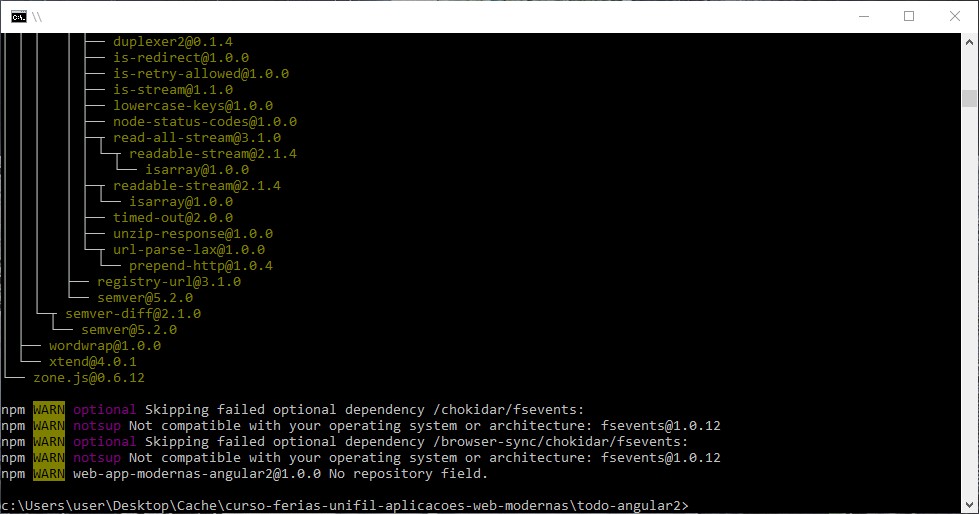 C:\.
\\
├── duplexer2@0.1.4
├── is-redirect@1.0.0
├── is-retry-allowed@1.0.0
├── is-stream@1.1.0
├── lowercase-keys@1.0.0
├── node-status-codes@1.0.0
├─┬ read-all-stream@3.1.0
│ └─┬ readable-stream@2.1.4
│   └── isarray@1.0.0
├─┬ readable-stream@2.1.4
│ └── isarray@1.0.0
├── timed-out@2.0.0
├── unzip-response@1.0.0
└─┬ url-parse-lax@1.0.0
  └── prepend-http@1.0.4
├── registry-url@3.1.0
└── semver@5.2.0
└─┬ semver-diff@2.1.0
  └── semver@5.2.0
├── wordwrap@1.0.0
└── xtend@4.0.1
└── zone.js@0.6.12
npm WARN optional Skipping failed optional dependency /chokidar/fsevents:
npm WARN notsup Not compatible with your operating system or architecture: fsevents@1.0.12
npm WARN optional Skipping failed optional dependency /browser-sync/chokidar/fsevents:
npm WARN notsup Not compatible with your operating system or architecture: fsevents@1.0.12
npm WARN web-app-modernas-angular2@1.0.0 No repository field.
c:\Users\user\Desktop\Cache\curso-ferias-unifil-aplicacoes-web-modernas\todo-angular2>